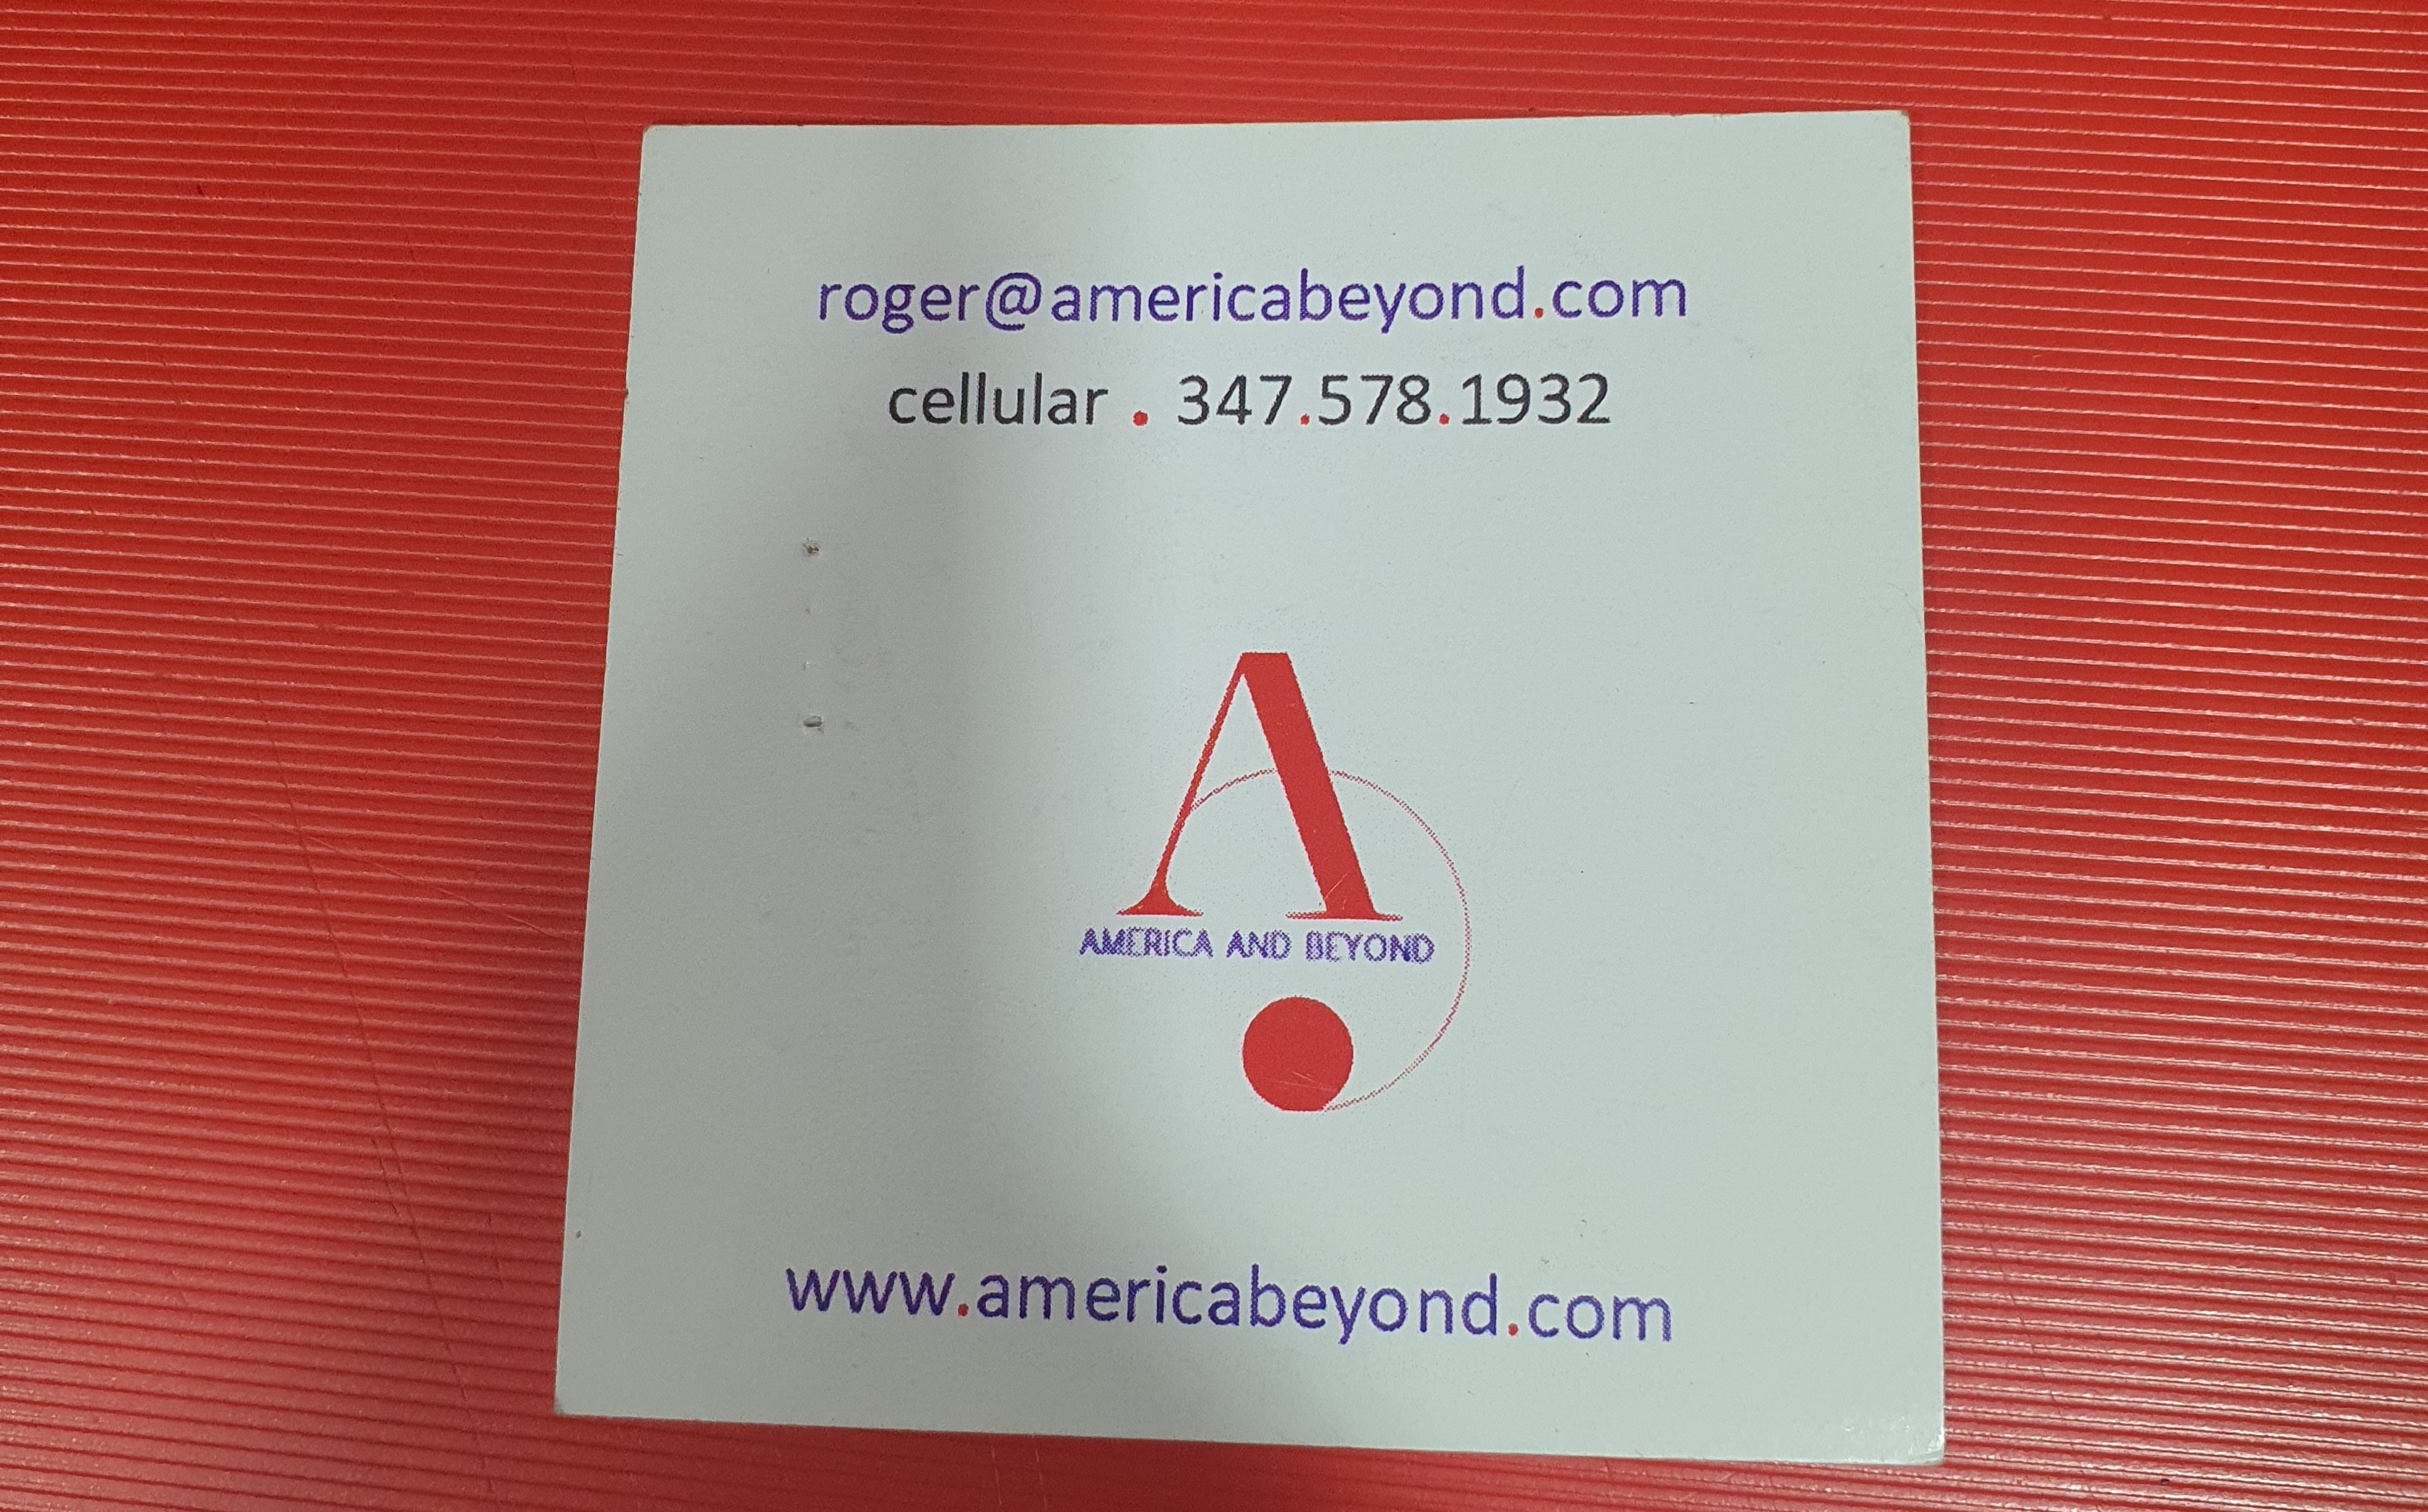 roger@americabeyond.com
cellular . 347.578.1932
A
AMERICA AND BEYOND
www.americabeyond.com